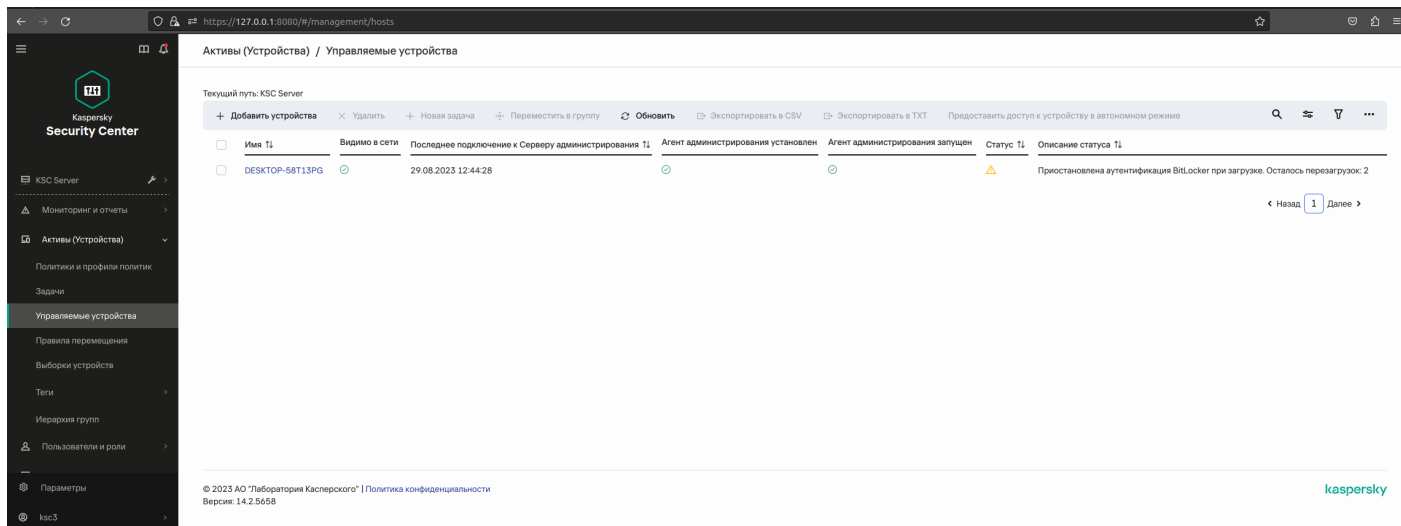 https://127.0.0.1:8080/#/management/hosts
Активы (Устройства) / Управляемые устройства
Kaspersky
Security Center
KSC Server
Мониторинг и отчеты
Активы (Устройства)
Политики и профили политик
Задачи
Управляемые устройства
Правила перемещения
Выборки устройств
Теги
Иерархия групп
Пользователи и роли
Параметры
ksc3
Текущий путь: KSC Server
Добавить устройства Удалить Новая задача Переместить в группу Обновить Экспортировать в CSV Экспортировать в TXT Предоставить доступ к устройству в автономном режиме
Имя Видимо в сети Последнее подключение к Серверу администрирования Агент администрирования установлен Агент администрирования запущен Статус Описание статуса
DESKTOP-58T13PG 29.08.2023 12:44:28 Приостановлена аутентификация BitLocker при загрузке. Осталось перезагрузок: 2
Назад 1 Далее
© 2023 АО "Лаборатория Касперского" | Политика конфиденциальности
Версия: 14.2.5658
kaspersky